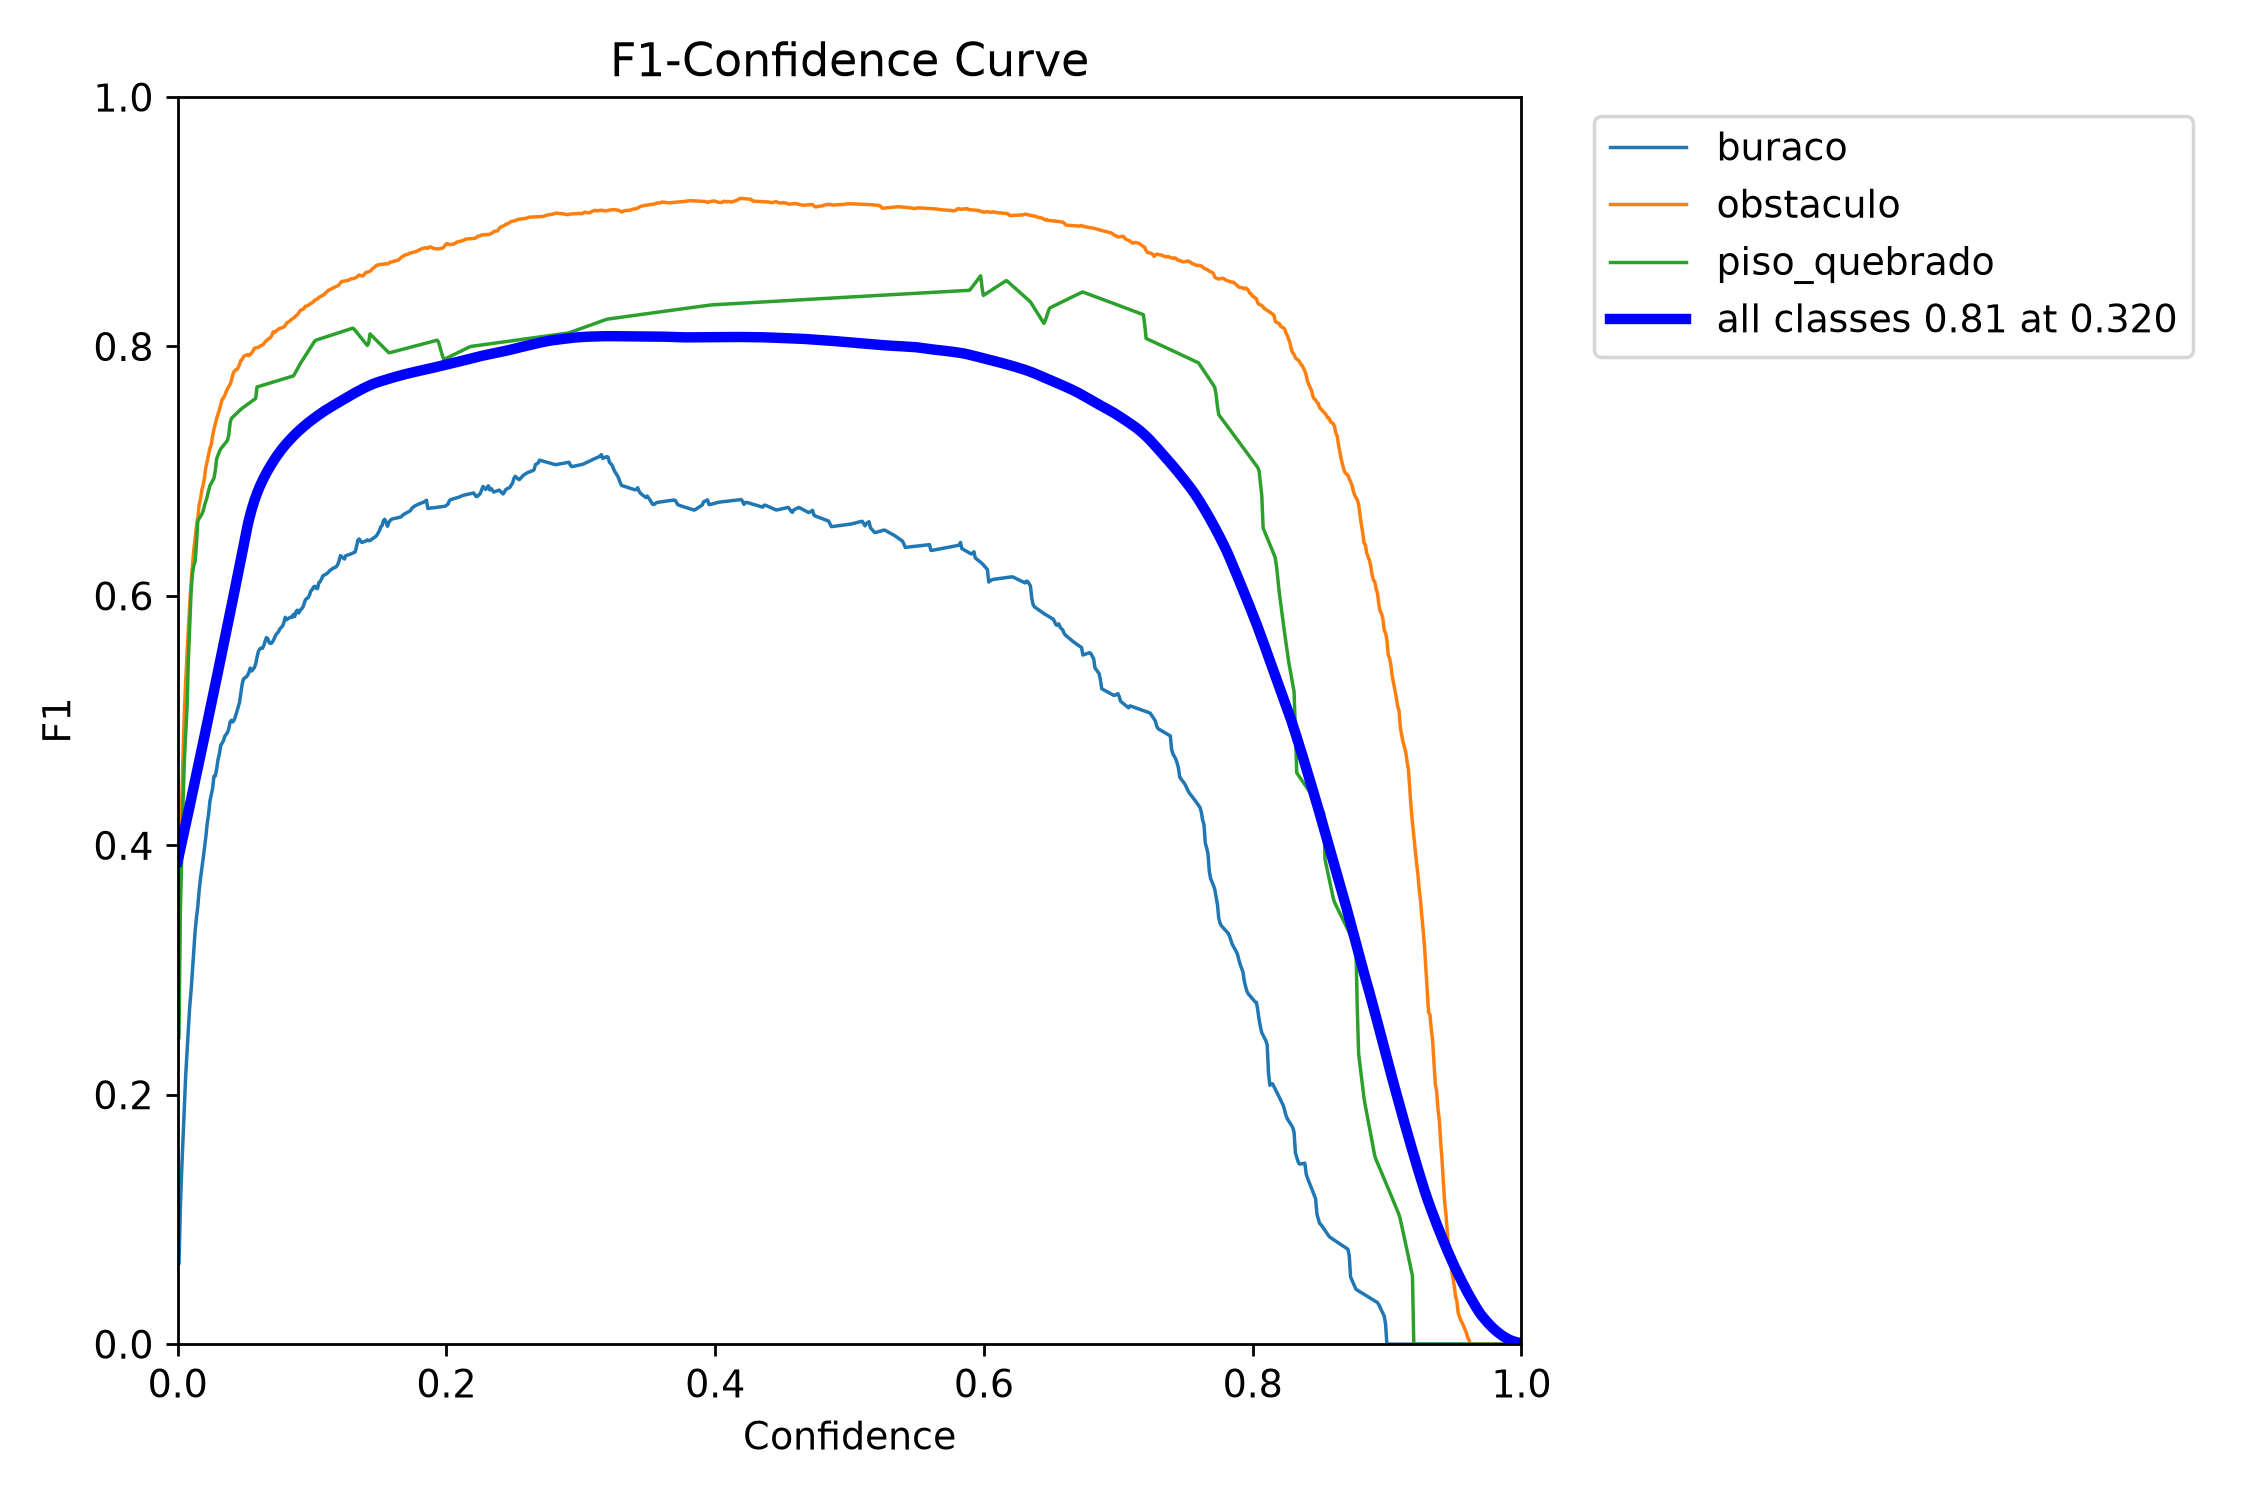 F1-Confidence Curve
1.0
0.8
0.6
0.4
0.2
0.0
F1
0.0 0.2 0.4 0.6 0.8 1.0
Confidence
buraco
obstaculo
piso_quebrado
all classes 0.81 at 0.320